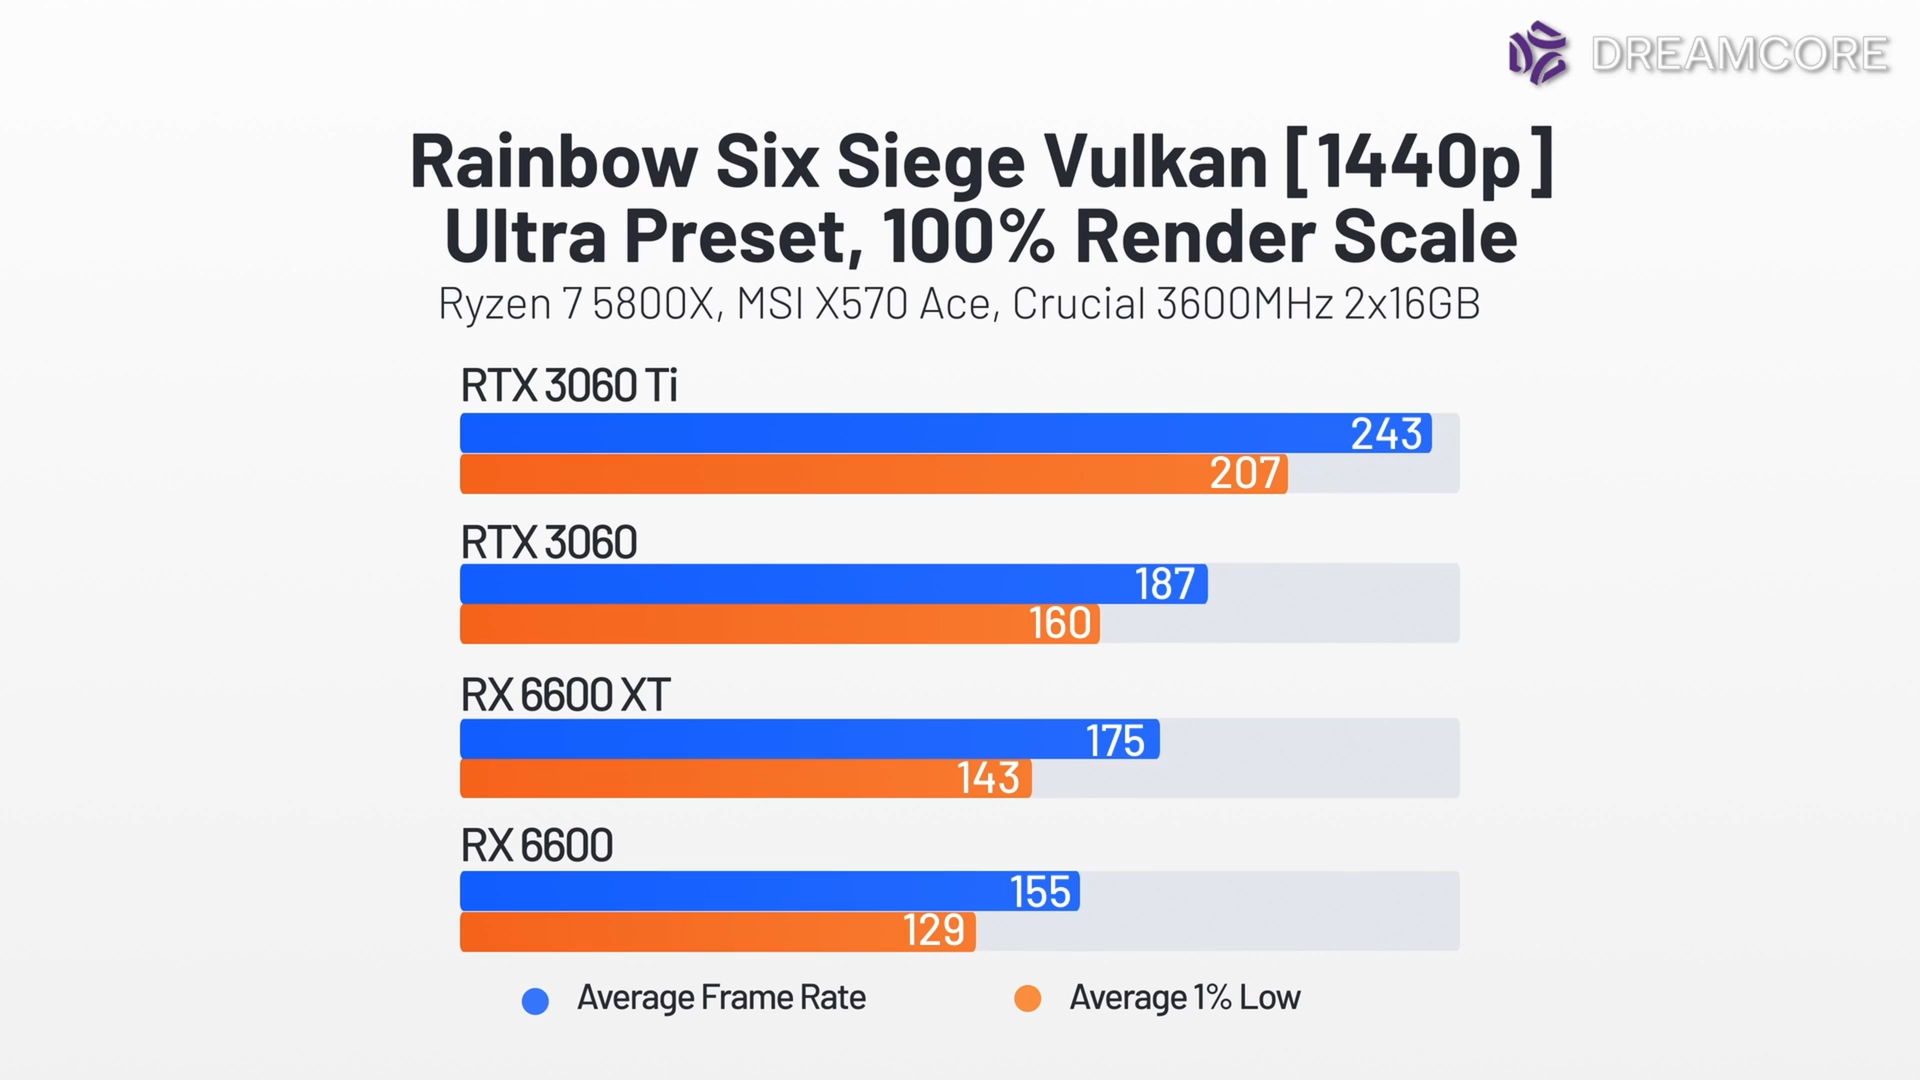 DREAMCORE
Rainbow Six Siege Vulkan [1440p]
Ultra Preset, 100% Render Scale
Ryzen 7 5800X, MSI X570 Ace, Crucial 3600MHz 2x16GB
RTX 3060 Ti
243
207
RTX 3060
187
160
RX 6600 XT
175
143
RX 6600
155
129
Average Frame Rate
Average 1% Low